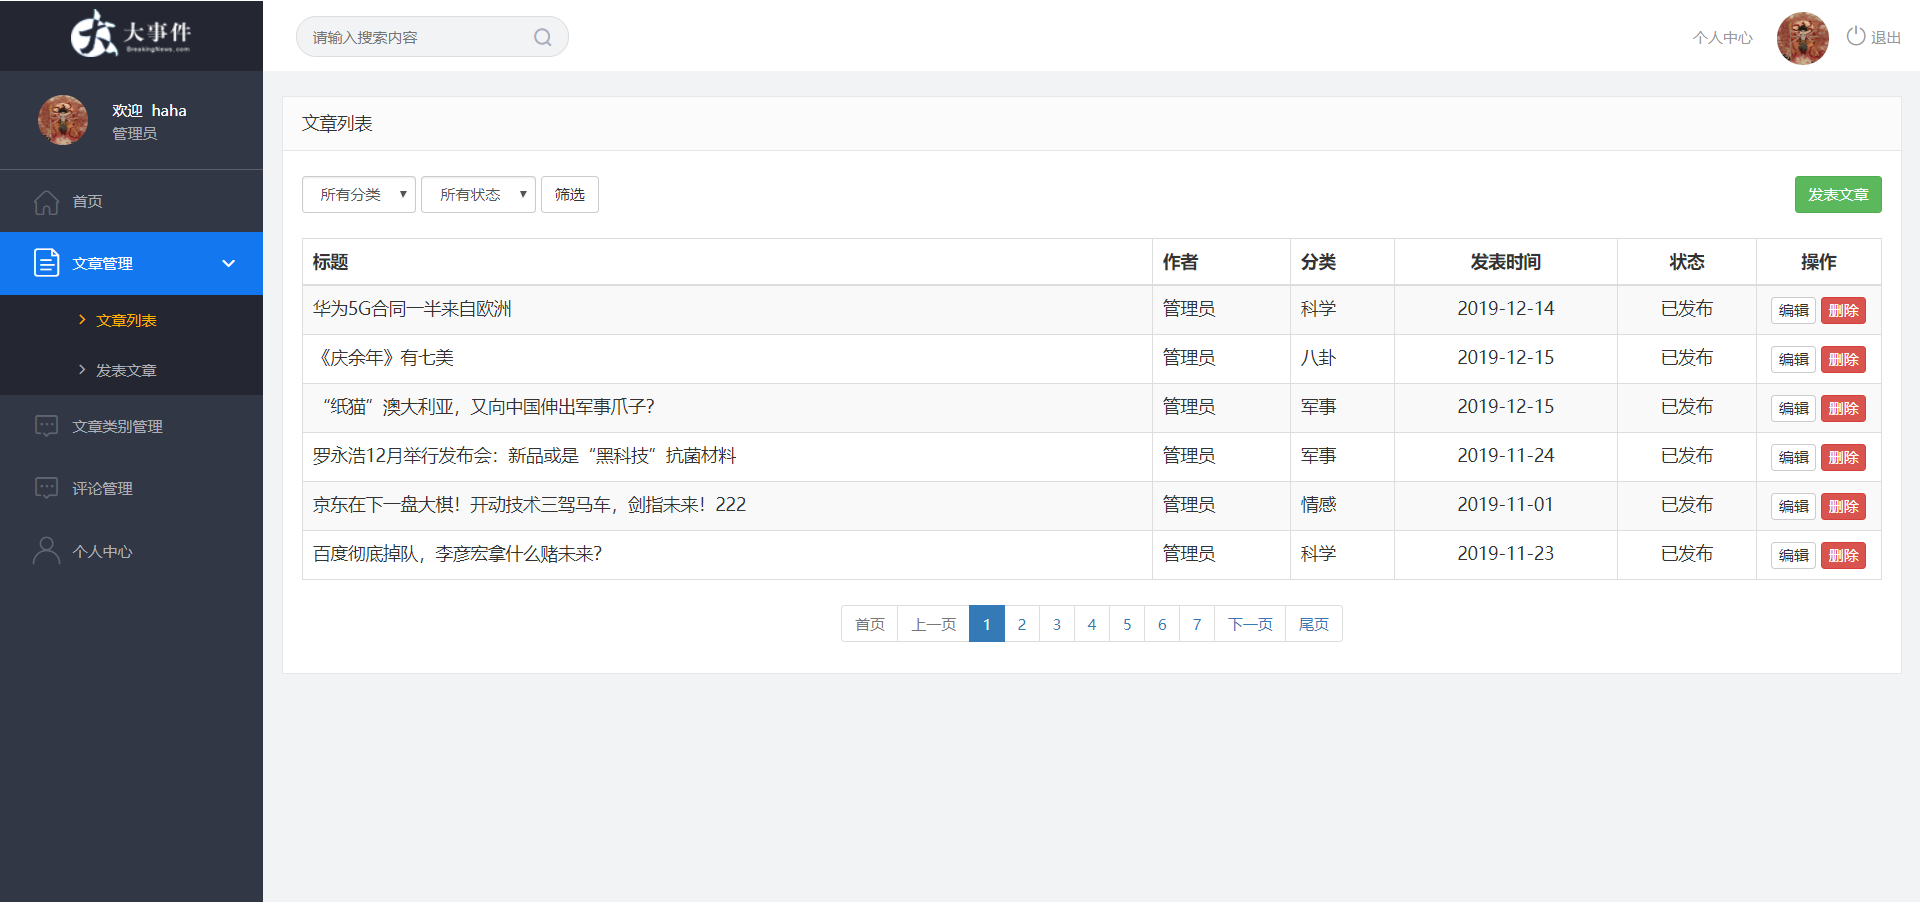 大事件
BreakingNews.com
请输入搜索内容
个人中心
退出
欢迎 haha
管理员
首页
文章管理
文章列表
发表文章
文章类别管理
评论管理
个人中心
文章列表
所有分类 ▼ 所有状态 ▼ 筛选 发表文章
标题 作者 分类 发表时间 状态 操作
华为5G合同一半来自欧洲 管理员 科学 2019-12-14 已发布 编辑 删除
《庆余年》有七美 管理员 八卦 2019-12-15 已发布 编辑 删除
“纸猫”澳大利亚，又向中国伸出军事爪子？ 管理员 军事 2019-12-15 已发布 编辑 删除
罗永浩12月举行发布会：新品或是“黑科技”抗菌材料 管理员 军事 2019-11-24 已发布 编辑 删除
京东在下一盘大棋！开动技术三驾马车，剑指未来！222 管理员 情感 2019-11-01 已发布 编辑 删除
百度彻底掉队，李彦宏拿什么赌未来？ 管理员 科学 2019-11-23 已发布 编辑 删除
首页 上一页 1 2 3 4 5 6 7 下一页 尾页